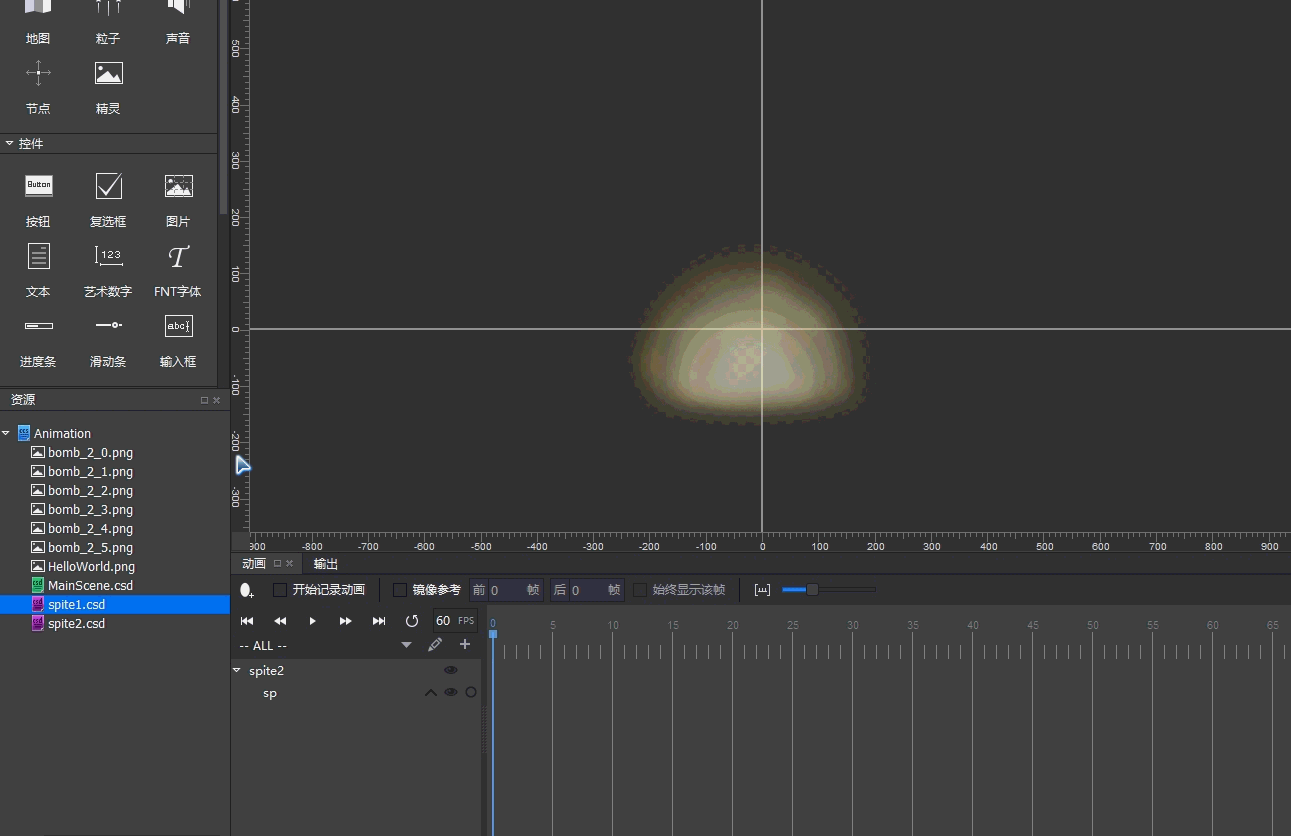 地图 粒子 声音
节点 精灵
控件
Button
按钮 复选框 图片
123
文本 艺术数字 FNT字体
abc
进度条 滑动条 输入框
资源
Animation
bomb_2_0.png
bomb_2_1.png
bomb_2_2.png
bomb_2_3.png
bomb_2_4.png
bomb_2_5.png
HelloWorld.png
MainScene.csd
spite1.csd
spite2.csd
500
400
300
200
100
0
-100
-200
-300
300 -800 -700 -600 -500 -400 -300 -200 -100 0 100 200 300 400 500 600 700 800 900
动画 输出
开始记录动画 镜像参考 前 0 帧 后 0 帧 始终显示该帧
60 FPS
0 5 10 15 20 25 30 35 40 45 50 55 60 65
-- ALL --
spite2
sp